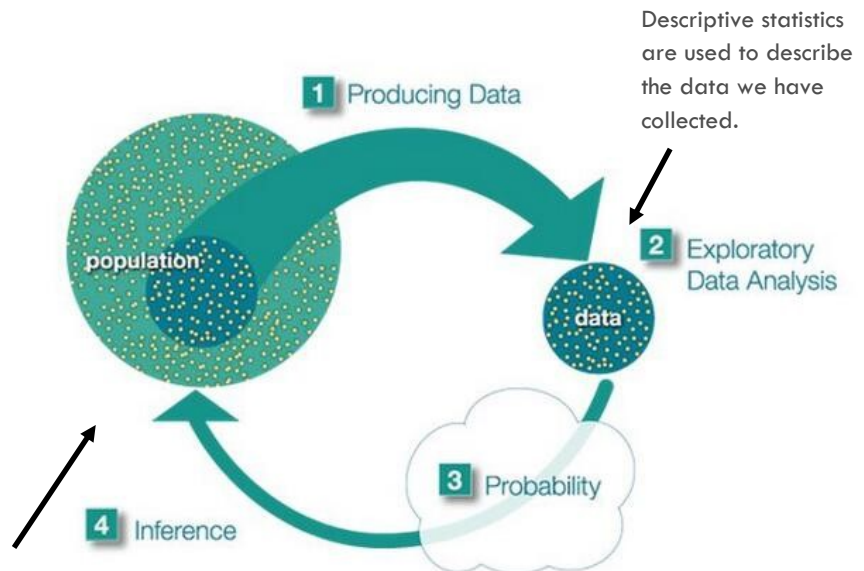 Descriptive statistics
are used to describe
the data we have
collected.
1 Producing Data
population
2 Exploratory
Data Analysis
data
3 Probability
4 Inference